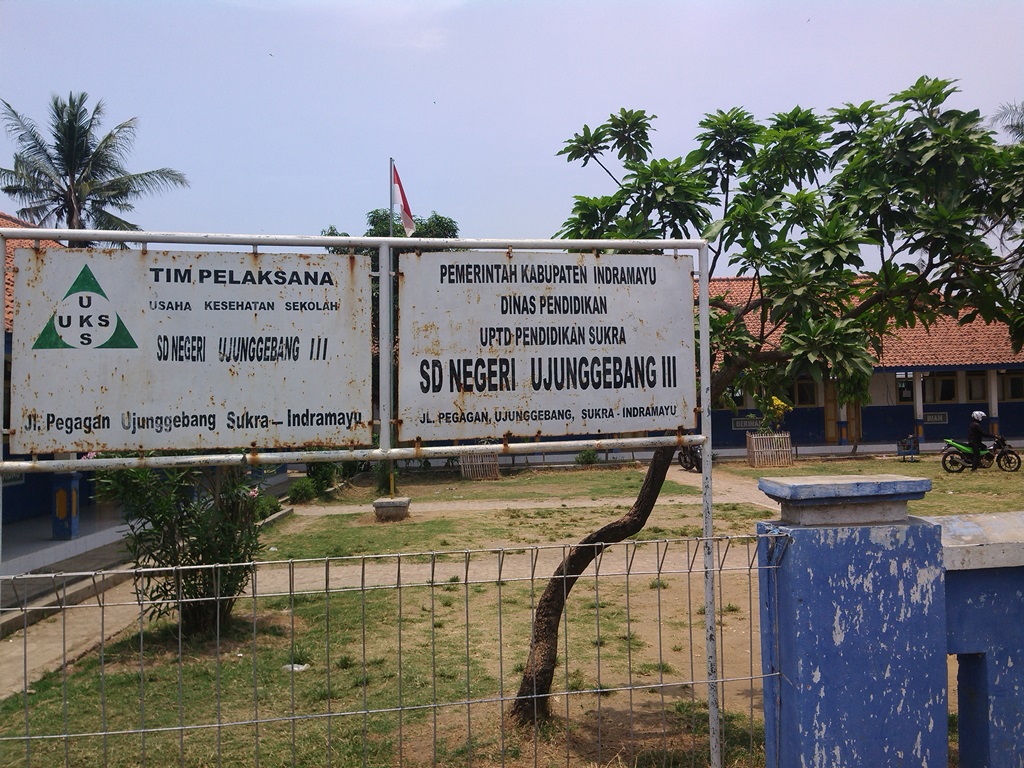 U
U K S
S
TIM PELAKSANA
USAHA KESEHATAN SEKOLAH
SD NEGERI UJUNGGEBANG III
Jl. Pegagan Ujunggebang Sukra - Indramayu
PEMERINTAH KABUPATEN INDRAMAYU
DINAS PENDIDIKAN
UPTD PENDIDIKAN SUKRA
SD NEGERI UJUNGGEBANG III
JL. PEGAGAN, UJUNGGEBANG, SUKRA - INDRAMAYU